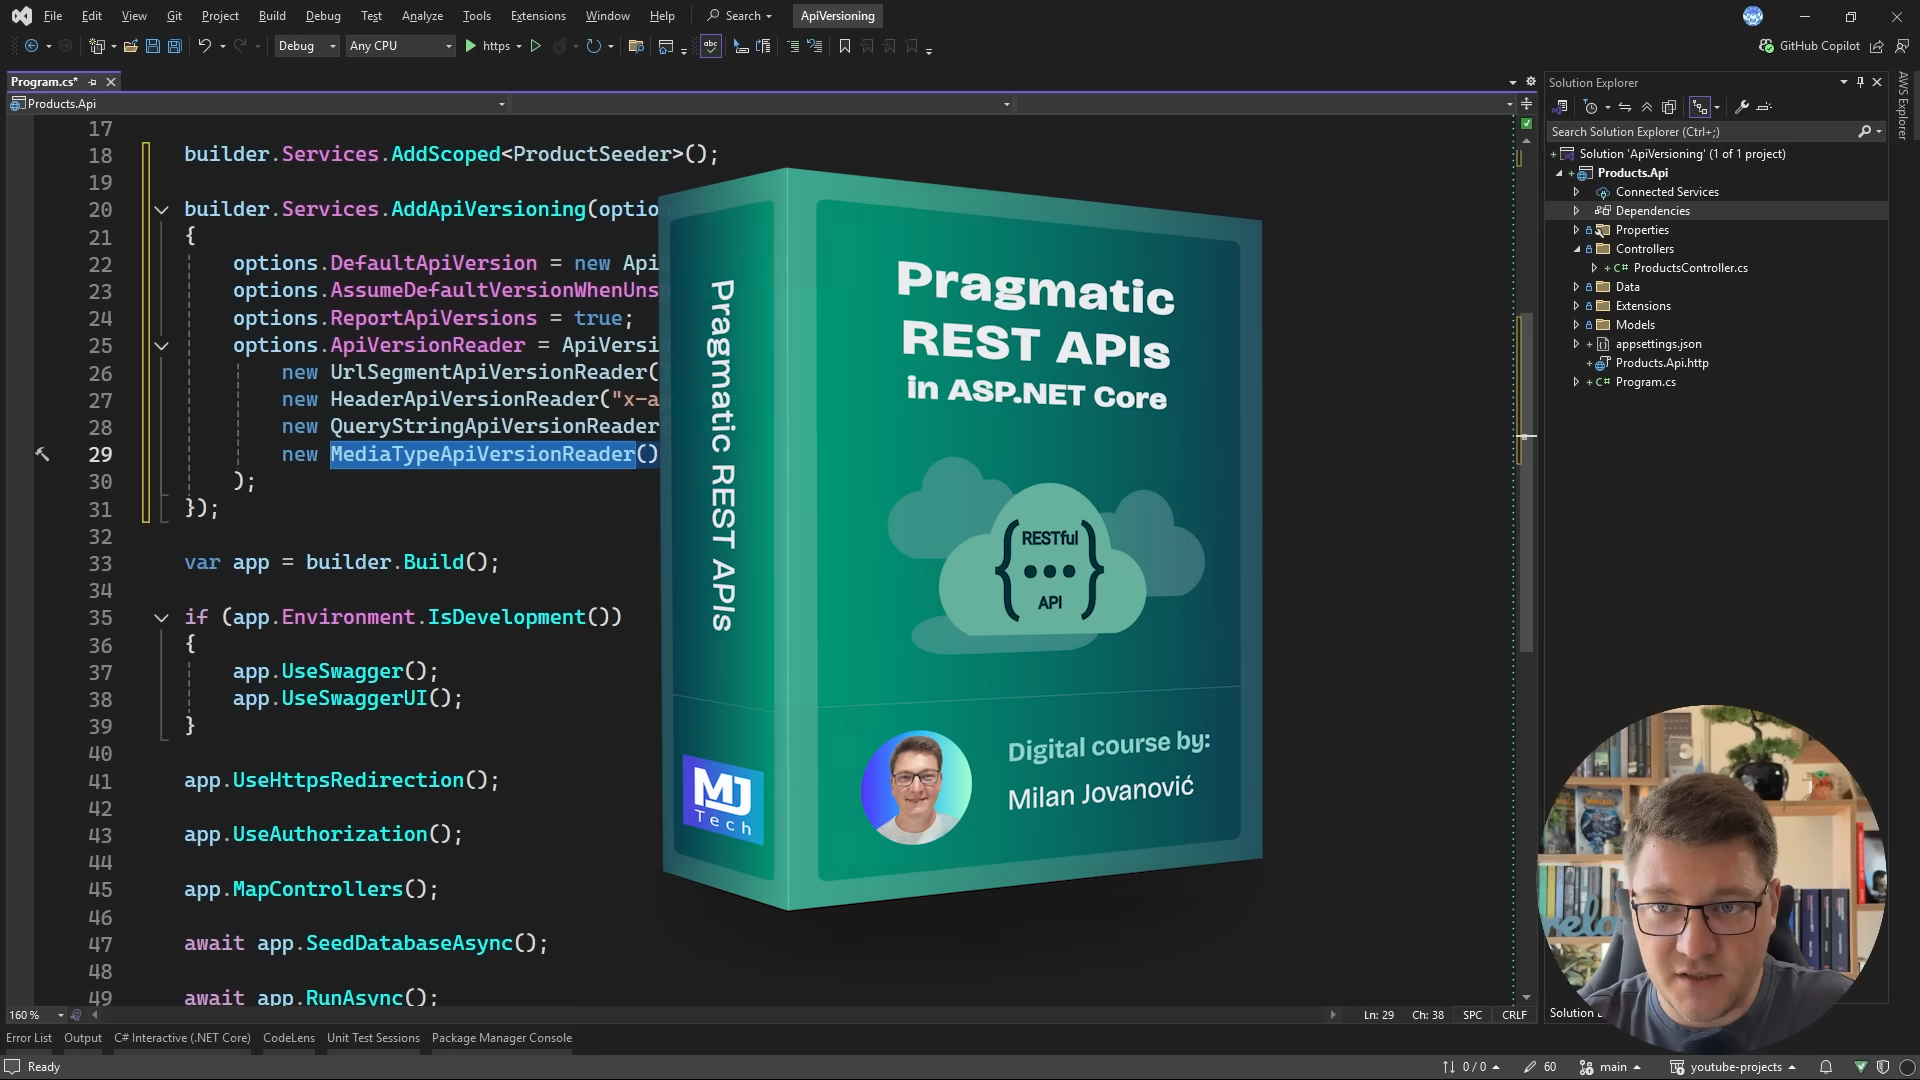 File Edit View Git Project Build Debug Test Analyze Tools Extensions Window Help Search ApiVersioning
Debug Any CPU https GitHub Copilot
Program.cs*
Products.Api
17
18 builder.Services.AddScoped<ProductSeeder>();
19
20 builder.Services.AddApiVersioning(optio
21 {
22 options.DefaultApiVersion = new Api
23 options.AssumeDefaultVersionWhenUns
24 options.ReportApiVersions = true;
25 options.ApiVersionReader = ApiVersi
26 new UrlSegmentApiVersionReader(
27 new HeaderApiVersionReader("x-a
28 new QueryStringApiVersionReader
29 new MediaTypeApiVersionReader()
30 );
31 });
32
33 var app = builder.Build();
34
35 if (app.Environment.IsDevelopment())
36 {
37 app.UseSwagger();
38 app.UseSwaggerUI();
39 }
40
41 app.UseHttpsRedirection();
42
43 app.UseAuthorization();
44
45 app.MapControllers();
46
47 await app.SeedDatabaseAsync();
48
49 await app.RunAsync();
Pragmatic REST APIs
MJ
Tech
Pragmatic
REST APIs
in ASP.NET Core
RESTful
API
Digital course by:
Milan Jovanović
Solution Explorer
Search Solution Explorer (Ctrl+;)
Solution 'ApiVersioning' (1 of 1 project)
Products.Api
Connected Services
Dependencies
Properties
Controllers
C# ProductsController.cs
Data
Extensions
Models
appsettings.json
Products.Api.http
C# Program.cs
AWS Explorer
160 % Ln: 29 Ch: 38 SPC CRLF
Solution
Error List Output C# Interactive (.NET Core) CodeLens Unit Test Sessions Package Manager Console
Ready 0 / 0 60 main youtube-projects